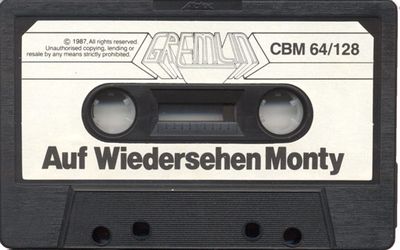 © 1987, All rights reserved
Unauthorised copying, lending or
resale by any means strictly prohibited.
GREMLIN
CBM 64/128
Auf Wiedersehen Monty